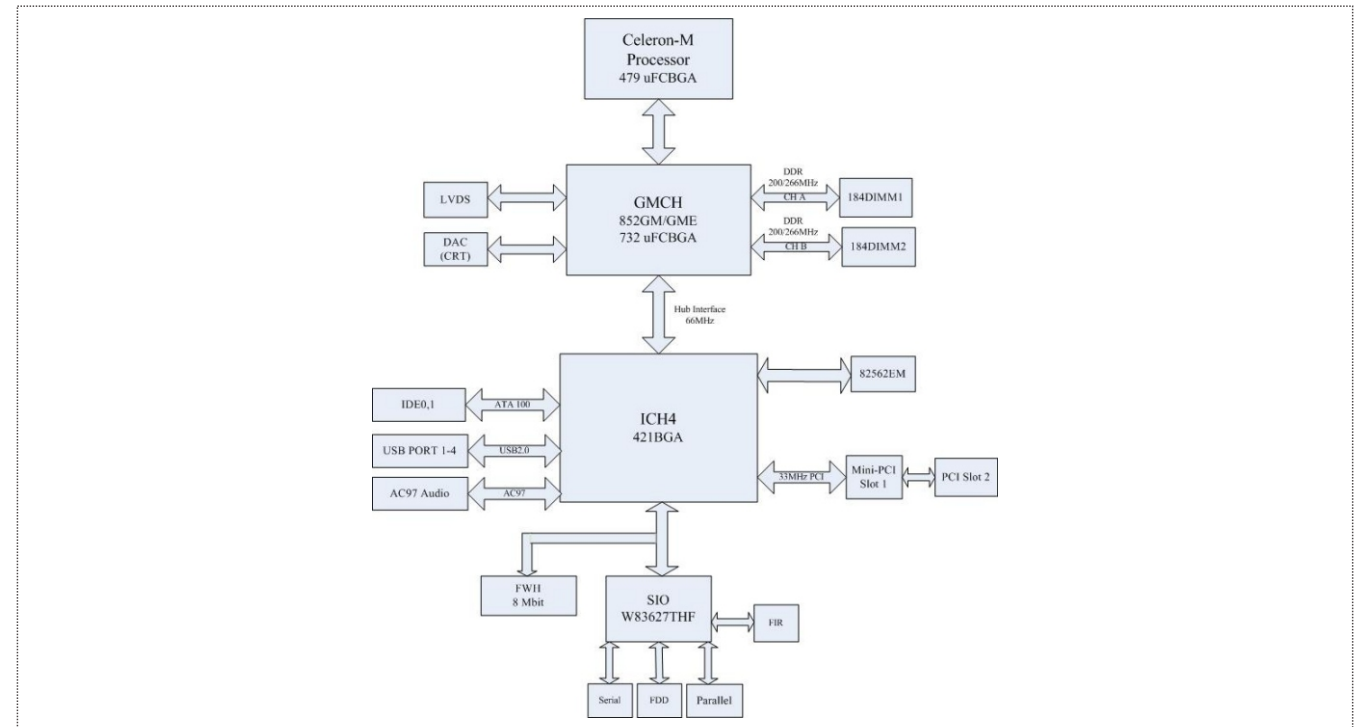 Celeron-M
Processor
479 uFCBGA
GMCH
852GM/GME
732 uFCBGA
LVDS
DAC
(CRT)
DDR
200/266MHz
CH A
184DIMM1
DDR
200/266MHz
CH B
184DIMM2
Hub Interface
66MHz
ICH4
421BGA
82562EM
IDE0,1
ATA 100
USB PORT 1-4
USB2.0
AC97 Audio
AC97
33MHz PCI
Mini-PCI
Slot 1
PCI Slot 2
FWH
8 Mbit
SIO
W83627THF
FIR
Serial
FDD
Parallel